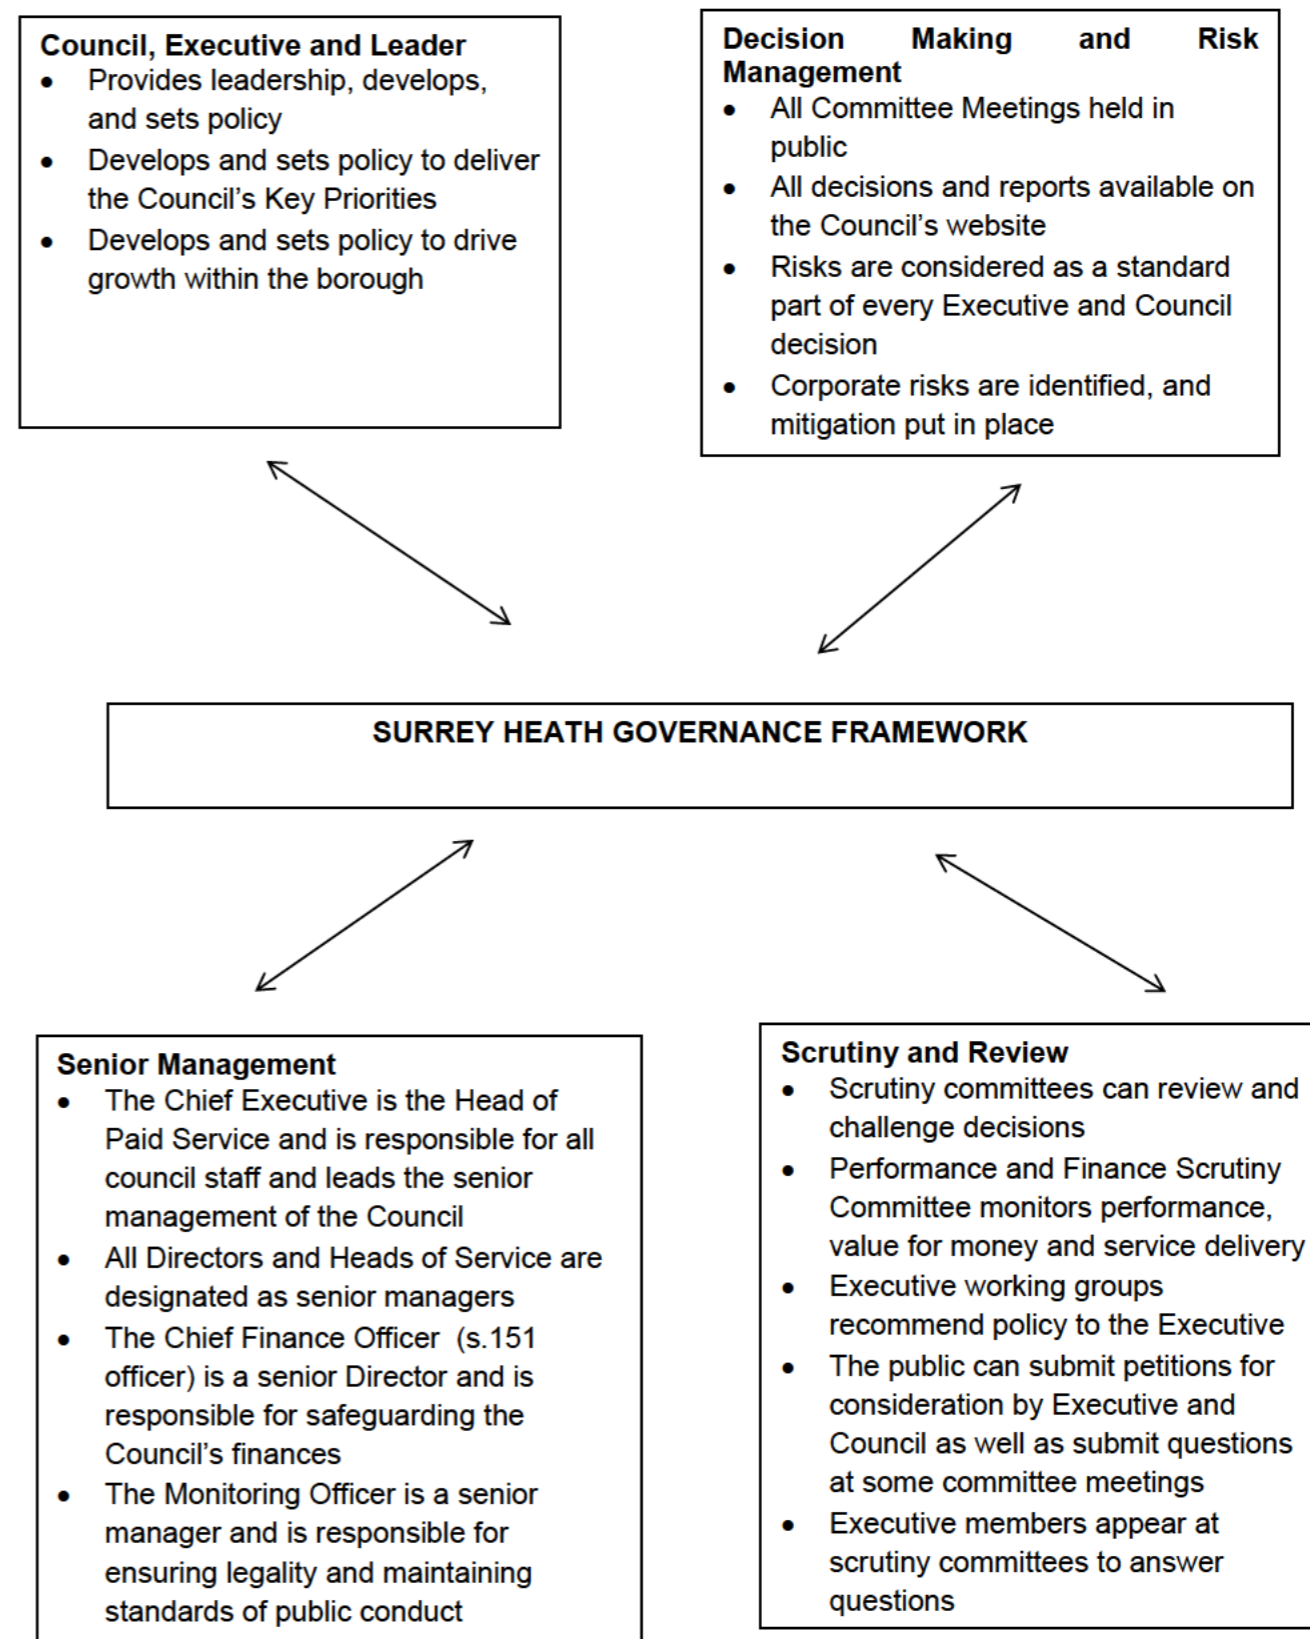 Council, Executive and Leader
• Provides leadership, develops,
and sets policy
• Develops and sets policy to deliver
the Council's Key Priorities
• Develops and sets policy to drive
growth within the borough
Decision Making and Risk
Management
• All Committee Meetings held in
public
• All decisions and reports available on
the Council's website
• Risks are considered as a standard
part of every Executive and Council
decision
• Corporate risks are identified, and
mitigation put in place
SURREY HEATH GOVERNANCE FRAMEWORK
Senior Management
• The Chief Executive is the Head of
Paid Service and is responsible for all
council staff and leads the senior
management of the Council
• All Directors and Heads of Service are
designated as senior managers
• The Chief Finance Officer (s.151
officer) is a senior Director and is
responsible for safeguarding the
Council's finances
• The Monitoring Officer is a senior
manager and is responsible for
ensuring legality and maintaining
standards of public conduct
Scrutiny and Review
• Scrutiny committees can review and
challenge decisions
• Performance and Finance Scrutiny
Committee monitors performance,
value for money and service delivery
• Executive working groups
recommend policy to the Executive
• The public can submit petitions for
consideration by Executive and
Council as well as submit questions
at some committee meetings
• Executive members appear at
scrutiny committees to answer
questions